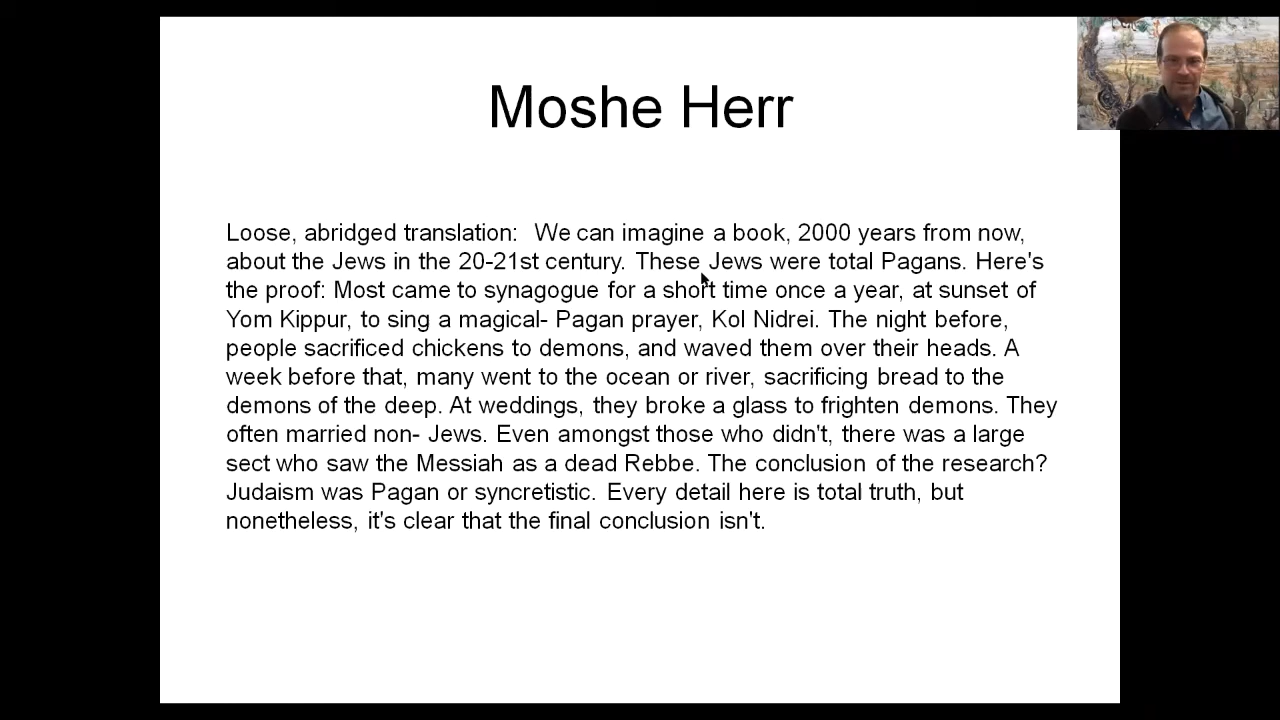 Moshe Herr
Loose, abridged translation:  We can imagine a book, 2000 years from now,
about the Jews in the 20-21st century. These Jews were total Pagans. Here's
the proof: Most came to synagogue for a short time once a year, at sunset of
Yom Kippur, to sing a magical- Pagan prayer, Kol Nidrei. The night before,
people sacrificed chickens to demons, and waved them over their heads. A
week before that, many went to the ocean or river, sacrificing bread to the
demons of the deep. At weddings, they broke a glass to frighten demons. They
often married non- Jews. Even amongst those who didn't, there was a large
sect who saw the Messiah as a dead Rebbe. The conclusion of the research?
Judaism was Pagan or syncretistic. Every detail here is total truth, but
nonetheless, it's clear that the final conclusion isn't.